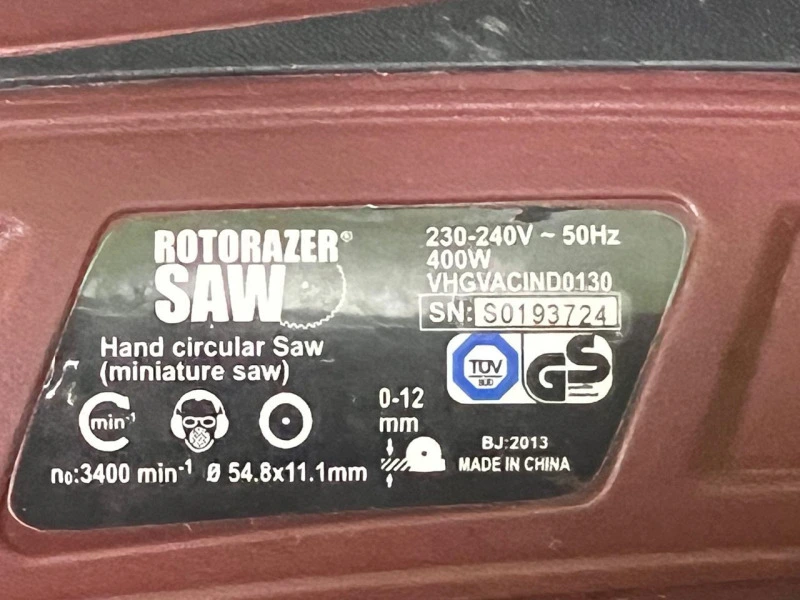 ROTORAZER®
SAW
Hand circular Saw
(miniature saw)
min-¹
n₀:3400 min⁻¹ Ø 54.8x11.1mm
230-240V ~ 50Hz
400W
VHGVACIND0130
SN: S0193724
TÜV
SÜD
GS
0-12
mm
BJ:2013
MADE IN CHINA